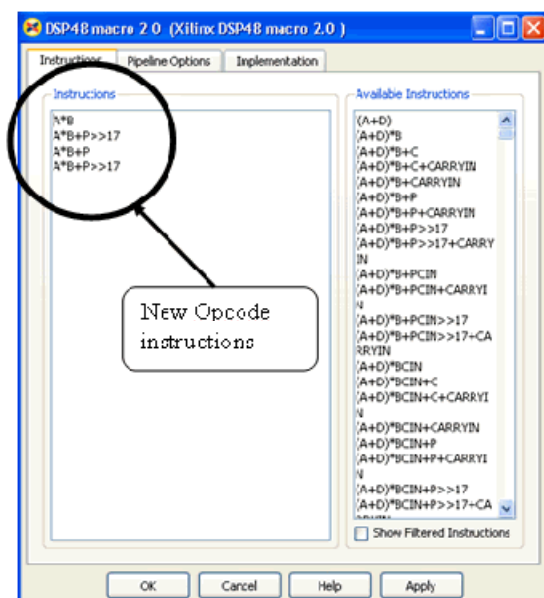 DSP48 macro 2 0 (Xilinx DSP48 macro 2.0 )
Instructions Pipeline Options Implementation
Instructions
A*B
A*B+P>>17
A*B+P
A*B+P>>17
New Opcode
instructions
Available Instructions
(A+D)
(A+D)*B
(A+D)*B+C
(A+D)*B+C+CARRYIN
(A+D)*B+CARRYIN
(A+D)*B+P
(A+D)*B+P+CARRYIN
(A+D)*B+P>>17
(A+D)*B+P>>17+CARRY
IN
(A+D)*B+PCIN
(A+D)*B+PCIN+CARRYI
N
(A+D)*B+PCIN>>17
(A+D)*B+PCIN>>17+CA
RRYIN
(A+D)*BCIN
(A+D)*BCIN+C
(A+D)*BCIN+C+CARRYI
N
(A+D)*BCIN+CARRYIN
(A+D)*BCIN+P
(A+D)*BCIN+P+CARRYI
N
(A+D)*BCIN+P>>17
(A+D)*BCIN+P>>17+CA
Show Filtered Instructions
OK Cancel Help Apply